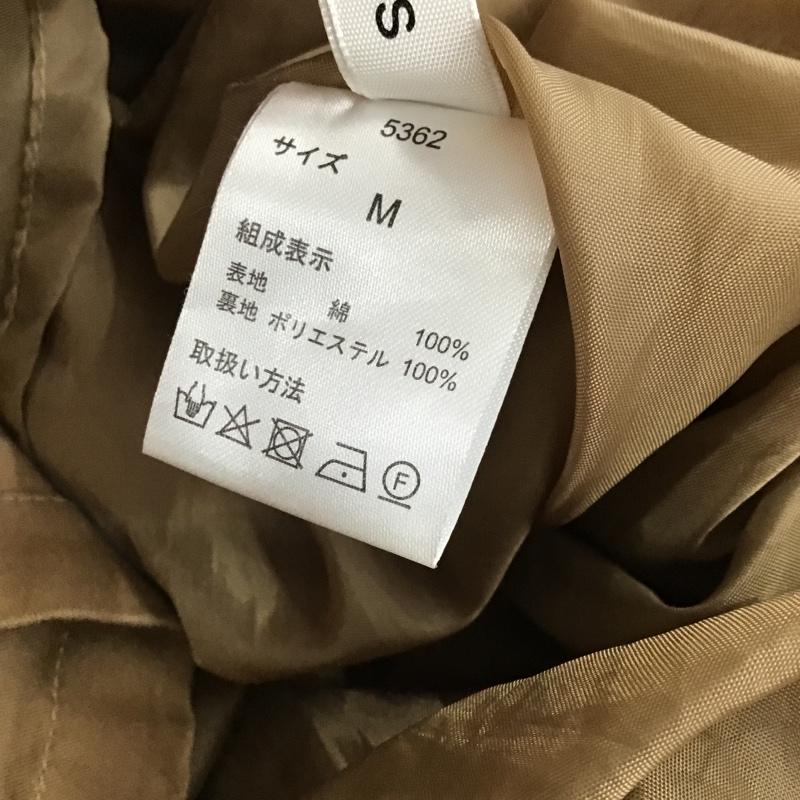 S
5362
サイズ
M
組成表示
表地 綿 100%
裏地 ポリエステル 100%
取扱い方法
F